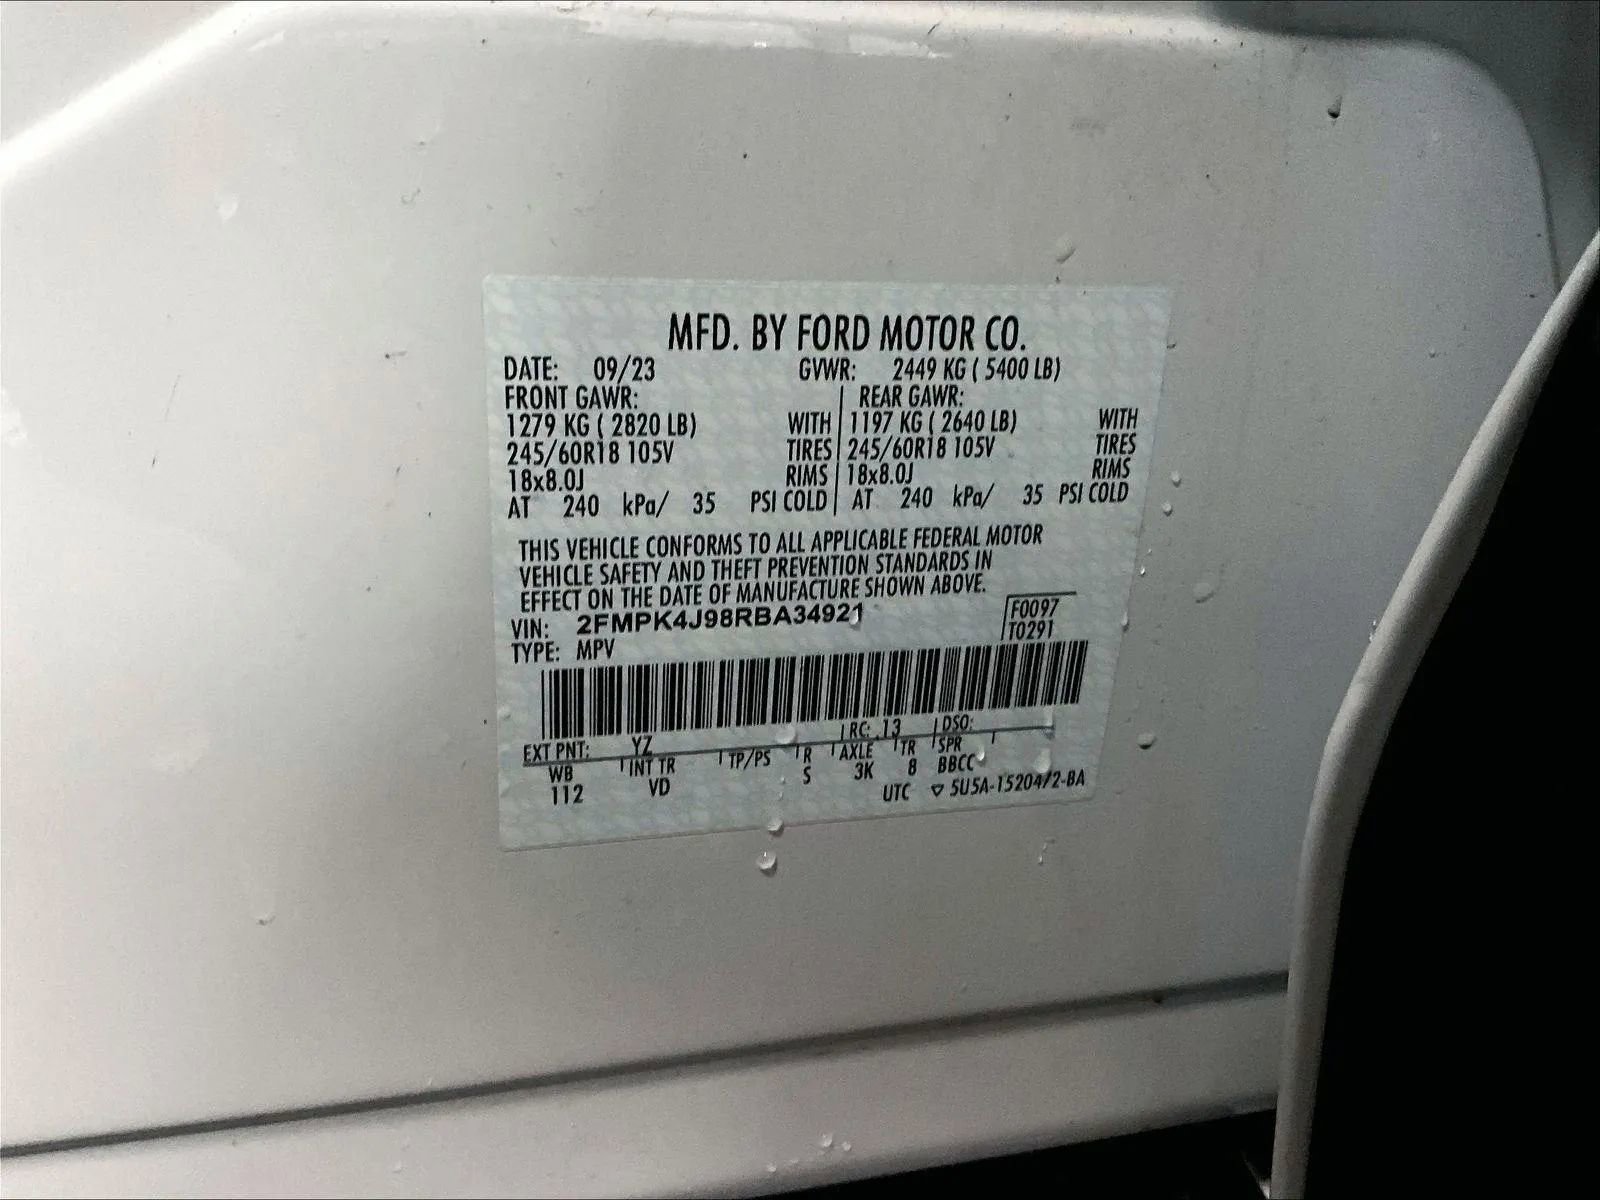 MFD. BY FORD MOTOR CO.
DATE: 09/23 GVWR: 2449 KG ( 5400 LB)
FRONT GAWR: REAR GAWR:
1279 KG ( 2820 LB) WITH 1197 KG ( 2640 LB) WITH
245/60R18 105V TIRES 245/60R18 105V TIRES
18x8.0J RIMS 18x8.0J RIMS
AT 240 kPa/ 35 PSI COLD AT 240 kPa/ 35 PSI COLD
THIS VEHICLE CONFORMS TO ALL APPLICABLE FEDERAL MOTOR
VEHICLE SAFETY AND THEFT PREVENTION STANDARDS IN
EFFECT ON THE DATE OF MANUFACTURE SHOWN ABOVE.
VIN: 2FMPK4J98RBA34921 F0097
TYPE: MPV T0291
EXT PNT: YZ RC: 13 DSO:
WB INT TR TP/PS R AXLE TR SPR
112 VD S 3K 8 BBCC
UTC ▽ 5U5A-1520472-BA